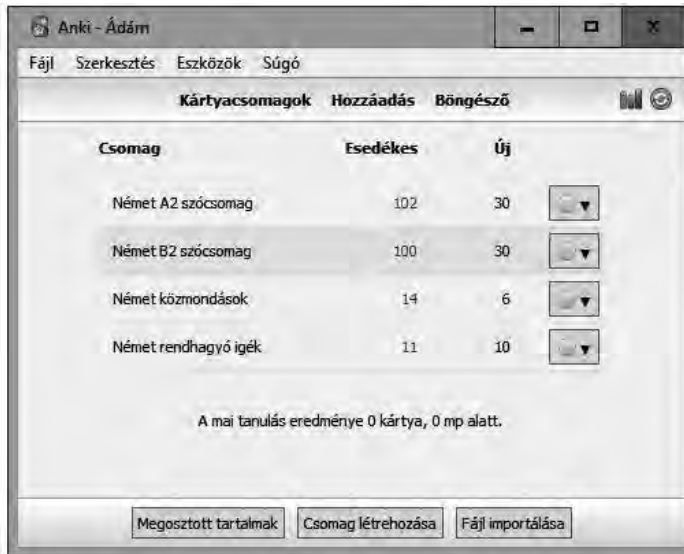 Anki - Ádám
Fájl Szerkesztés Eszközök Súgó
Kártyacsomagok Hozzáadás Böngésző
Csomag Esedékes Új
Német A2 szócsomag 102 30
Német B2 szócsomag 100 30
Német közmondások 14 6
Német rendhagyó igék 11 10
A mai tanulás eredménye 0 kártya, 0 mp alatt.
Megosztott tartalmak Csomag létrehozása Fájl importálása